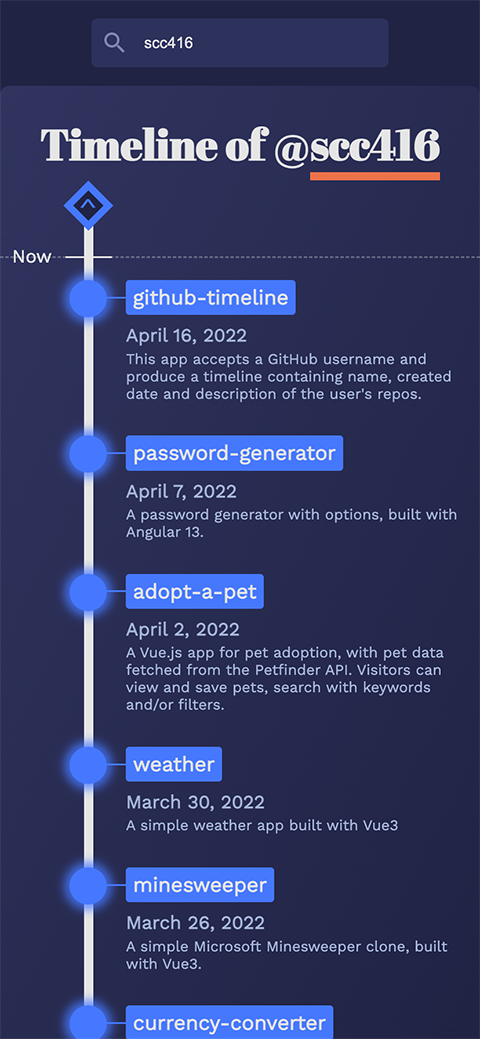 scc416
Timeline of @scc416
Now
github-timeline
April 16, 2022
This app accepts a GitHub username and
produce a timeline containing name, created
date and description of the user's repos.
password-generator
April 7, 2022
A password generator with options, built with
Angular 13.
adopt-a-pet
April 2, 2022
A Vue.js app for pet adoption, with pet data
fetched from the Petfinder API. Visitors can
view and save pets, search with keywords
and/or filters.
weather
March 30, 2022
A simple weather app built with Vue3
minesweeper
March 26, 2022
A simple Microsoft Minesweeper clone, built
with Vue3.
currency-converter